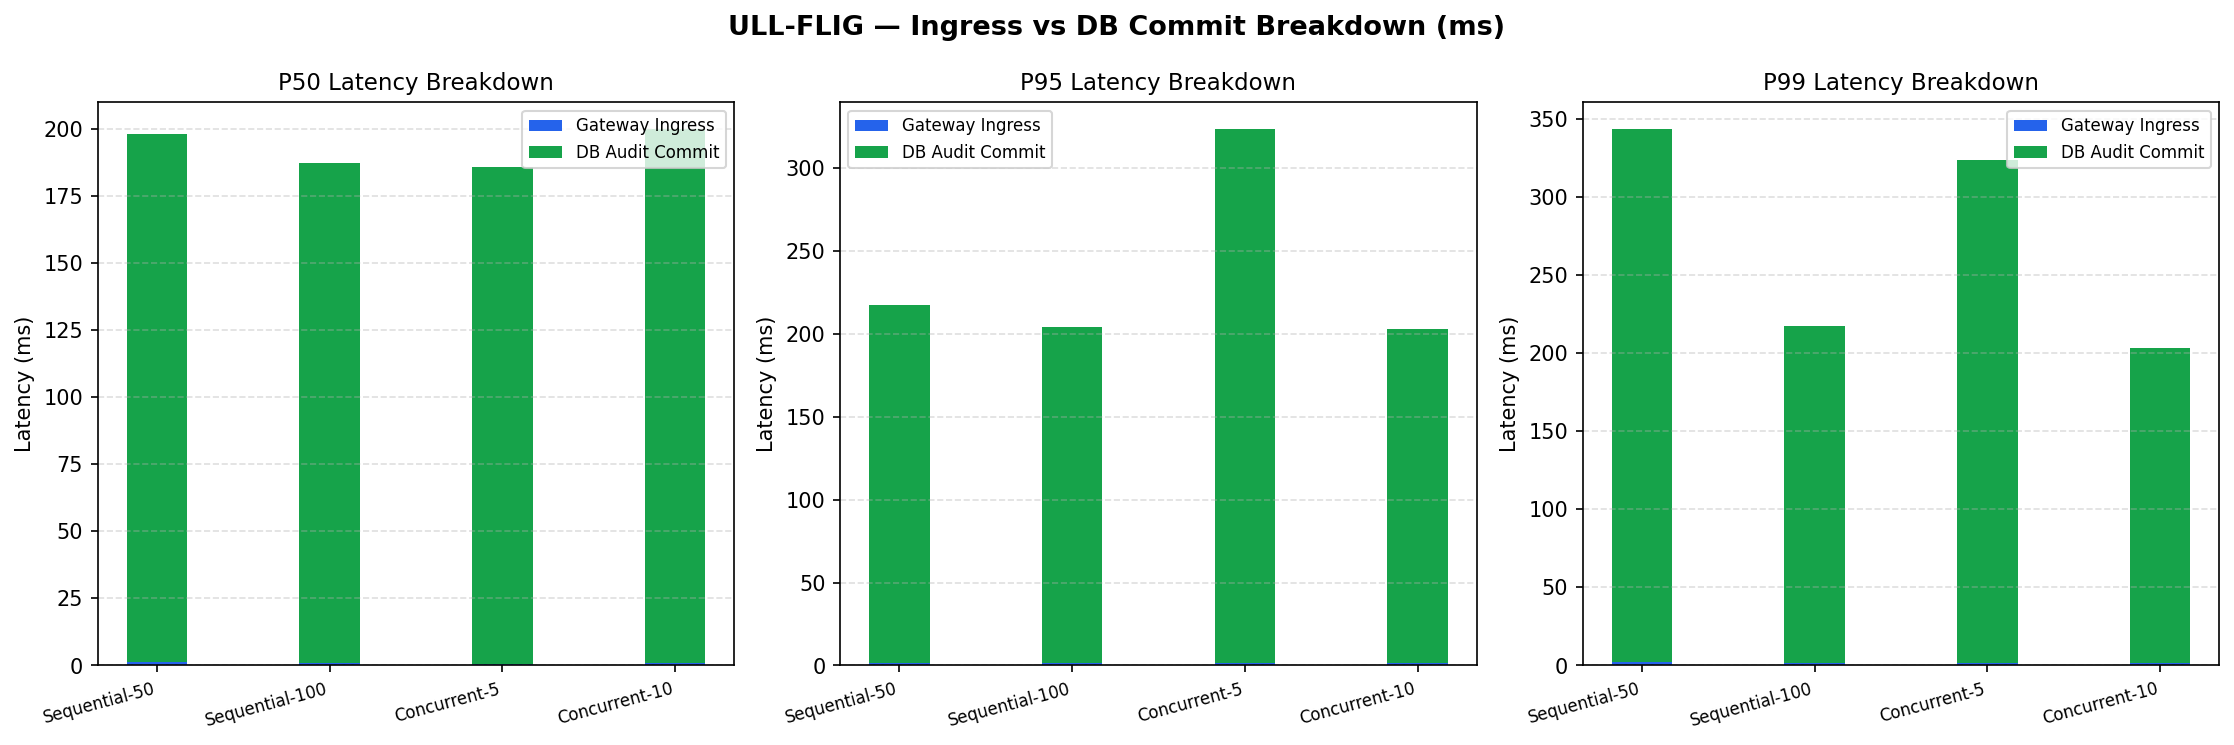 ULL-FLIG — Ingress vs DB Commit Breakdown (ms)
P50 Latency Breakdown
Gateway Ingress
DB Audit Commit
Latency (ms)
200
175
150
125
100
75
50
25
0
Sequential-50
Sequential-100
Concurrent-5
Concurrent-10
P95 Latency Breakdown
Gateway Ingress
DB Audit Commit
Latency (ms)
300
250
200
150
100
50
0
Sequential-50
Sequential-100
Concurrent-5
Concurrent-10
P99 Latency Breakdown
Gateway Ingress
DB Audit Commit
Latency (ms)
350
300
250
200
150
100
50
0
Sequential-50
Sequential-100
Concurrent-5
Concurrent-10